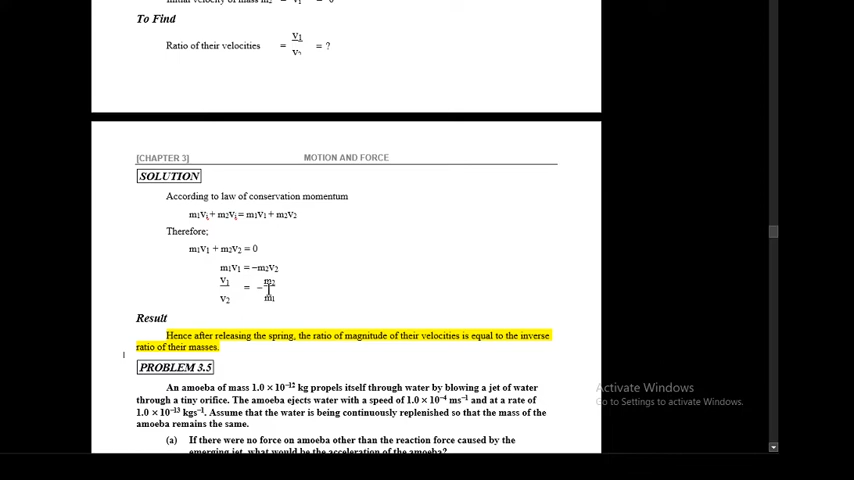 Initial velocity of mass m2 = v1 = 0
To Find
Ratio of their velocities = v1
v2 = ?
[CHAPTER 3] MOTION AND FORCE
SOLUTION
According to law of conservation momentum
m1vi + m2vi = m1v1 + m2v2
Therefore;
m1v1 + m2v2 = 0
m1v1 = −m2v2
v1 m2
= −
v2 m1
Result
Hence after releasing the spring, the ratio of magnitude of their velocities is equal to the inverse
ratio of their masses.
PROBLEM 3.5
An amoeba of mass 1.0 × 10⁻¹² kg propels itself through water by blowing a jet of water
through a tiny orifice. The amoeba ejects water with a speed of 1.0 × 10⁻⁴ ms⁻¹ and at a rate of
1.0 × 10⁻¹³ kgs⁻¹. Assume that the water is being continuously replenished so that the mass of the
amoeba remains the same.
(a) If there were no force on amoeba other than the reaction force caused by the
emerging jet, what would be the acceleration of the amoeba?
Activate Windows
Go to Settings to activate Windows.